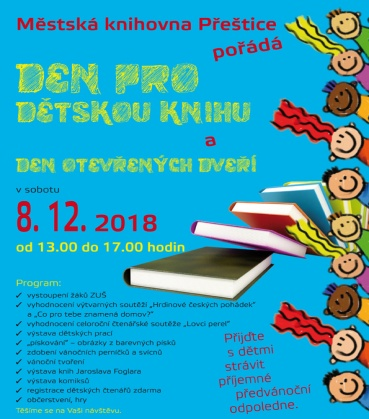 Městská knihovna Přeštice
pořádá
DEN PRO
DĚTSKOU KNIHU
a
DEN OTEVŘENÝCH DVEŘÍ
v sobotu
8. 12. 2018
od 13.00 do 17.00 hodin
Program:
✓ vystoupení žáků ZUŠ
✓ vyhodnocení výtvarných soutěží „Hrdinové českých pohádek"
a „Co pro tebe znamená domov?"
✓ vyhodnocení celoroční čtenářské soutěže „Lovci perel"
✓ výstava dětských prací
✓ „pískování" – obrázky z barevných písků
✓ zdobení vánočních perníčků a svícnů
✓ vánoční tvoření
✓ výstava knih Jaroslava Foglara
✓ výstava komiksů
✓ registrace dětských čtenářů zdarma
✓ občerstvení, hry
Těšíme se na Vaši návštěvu.
Přijďte
s dětmi
strávit
příjemné
předvánoční
odpoledne.